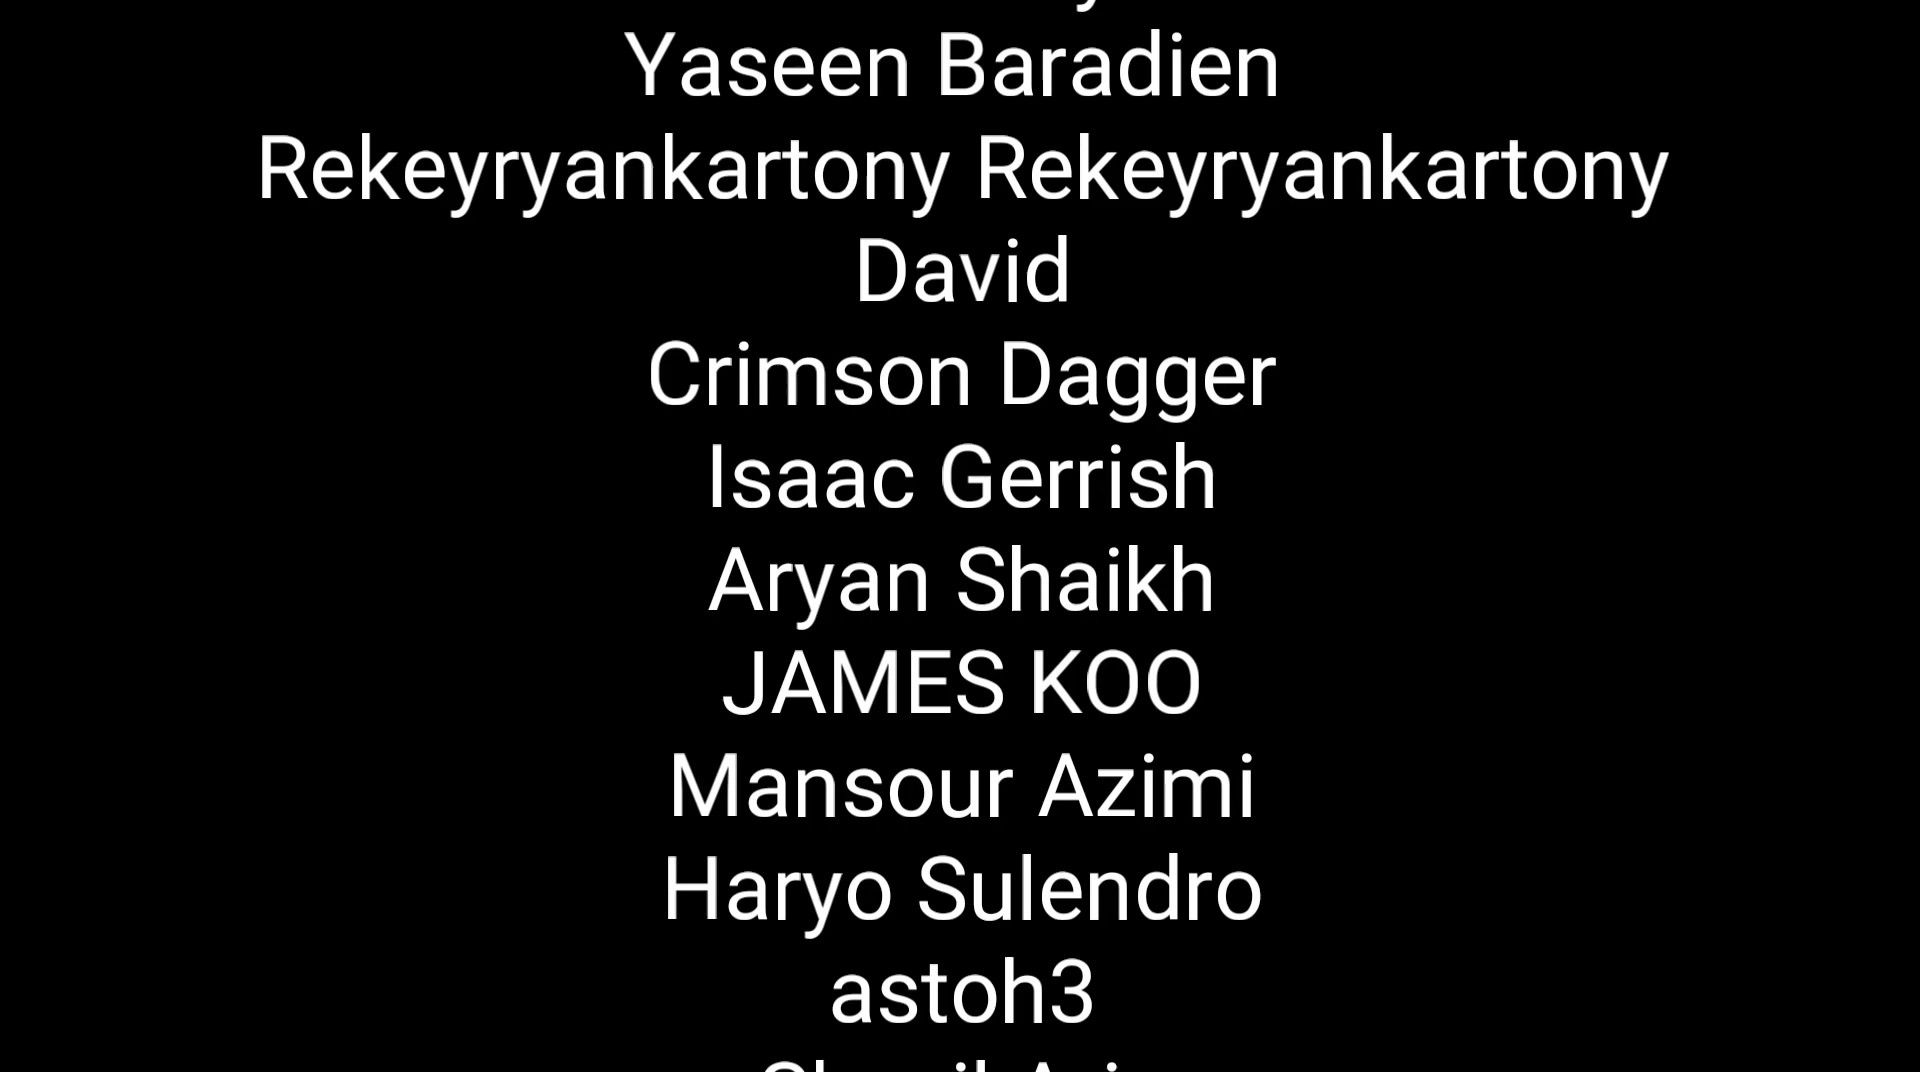 Yaseen Baradien
Rekeyryankartony Rekeyryankartony
David
Crimson Dagger
Isaac Gerrish
Aryan Shaikh
JAMES KOO
Mansour Azimi
Haryo Sulendro
astoh3